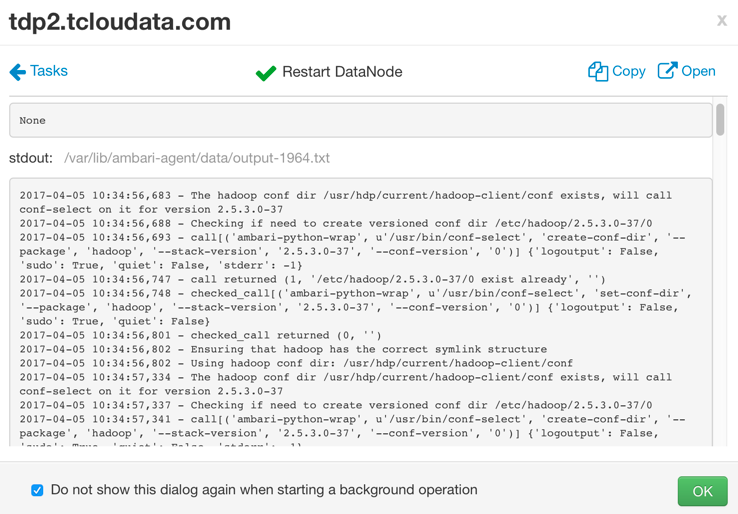 tdp2.tcloudata.com
x
Tasks
Restart DataNode
Copy
Open
None
stdout: /var/lib/ambari-agent/data/output-1964.txt
2017-04-05 10:34:56,683 - The hadoop conf dir /usr/hdp/current/hadoop-client/conf exists, will call
conf-select on it for version 2.5.3.0-37
2017-04-05 10:34:56,688 - Checking if need to create versioned conf dir /etc/hadoop/2.5.3.0-37/0
2017-04-05 10:34:56,693 - call[('ambari-python-wrap', u'/usr/bin/conf-select', 'create-conf-dir', '--
package', 'hadoop', '--stack-version', '2.5.3.0-37', '--conf-version', '0')] {'logoutput': False,
'sudo': True, 'quiet': False, 'stderr': -1}
2017-04-05 10:34:56,747 - call returned (1, '/etc/hadoop/2.5.3.0-37/0 exist already', '')
2017-04-05 10:34:56,748 - checked_call[('ambari-python-wrap', u'/usr/bin/conf-select', 'set-conf-dir',
'--package', 'hadoop', '--stack-version', '2.5.3.0-37', '--conf-version', '0')] {'logoutput': False,
'sudo': True, 'quiet': False}
2017-04-05 10:34:56,801 - checked_call returned (0, '')
2017-04-05 10:34:56,802 - Ensuring that hadoop has the correct symlink structure
2017-04-05 10:34:56,802 - Using hadoop conf dir: /usr/hdp/current/hadoop-client/conf
2017-04-05 10:34:57,334 - The hadoop conf dir /usr/hdp/current/hadoop-client/conf exists, will call
conf-select on it for version 2.5.3.0-37
2017-04-05 10:34:57,337 - Checking if need to create versioned conf dir /etc/hadoop/2.5.3.0-37/0
2017-04-05 10:34:57,341 - call[('ambari-python-wrap', u'/usr/bin/conf-select', 'create-conf-dir', '--
package', 'hadoop', '--stack-version', '2.5.3.0-37', '--conf-version', '0')] {'logoutput': False,
Do not show this dialog again when starting a background operation
OK